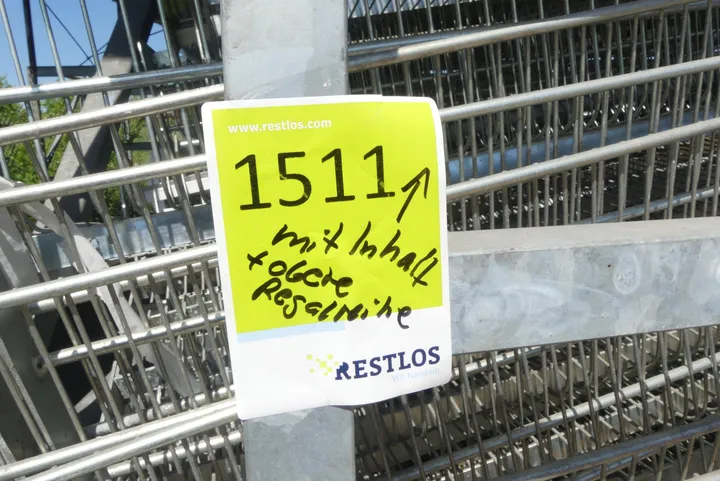 www.restlos.com
1511 ↑
mit Inhalt
+ obere
Regalreihe
RESTLOS